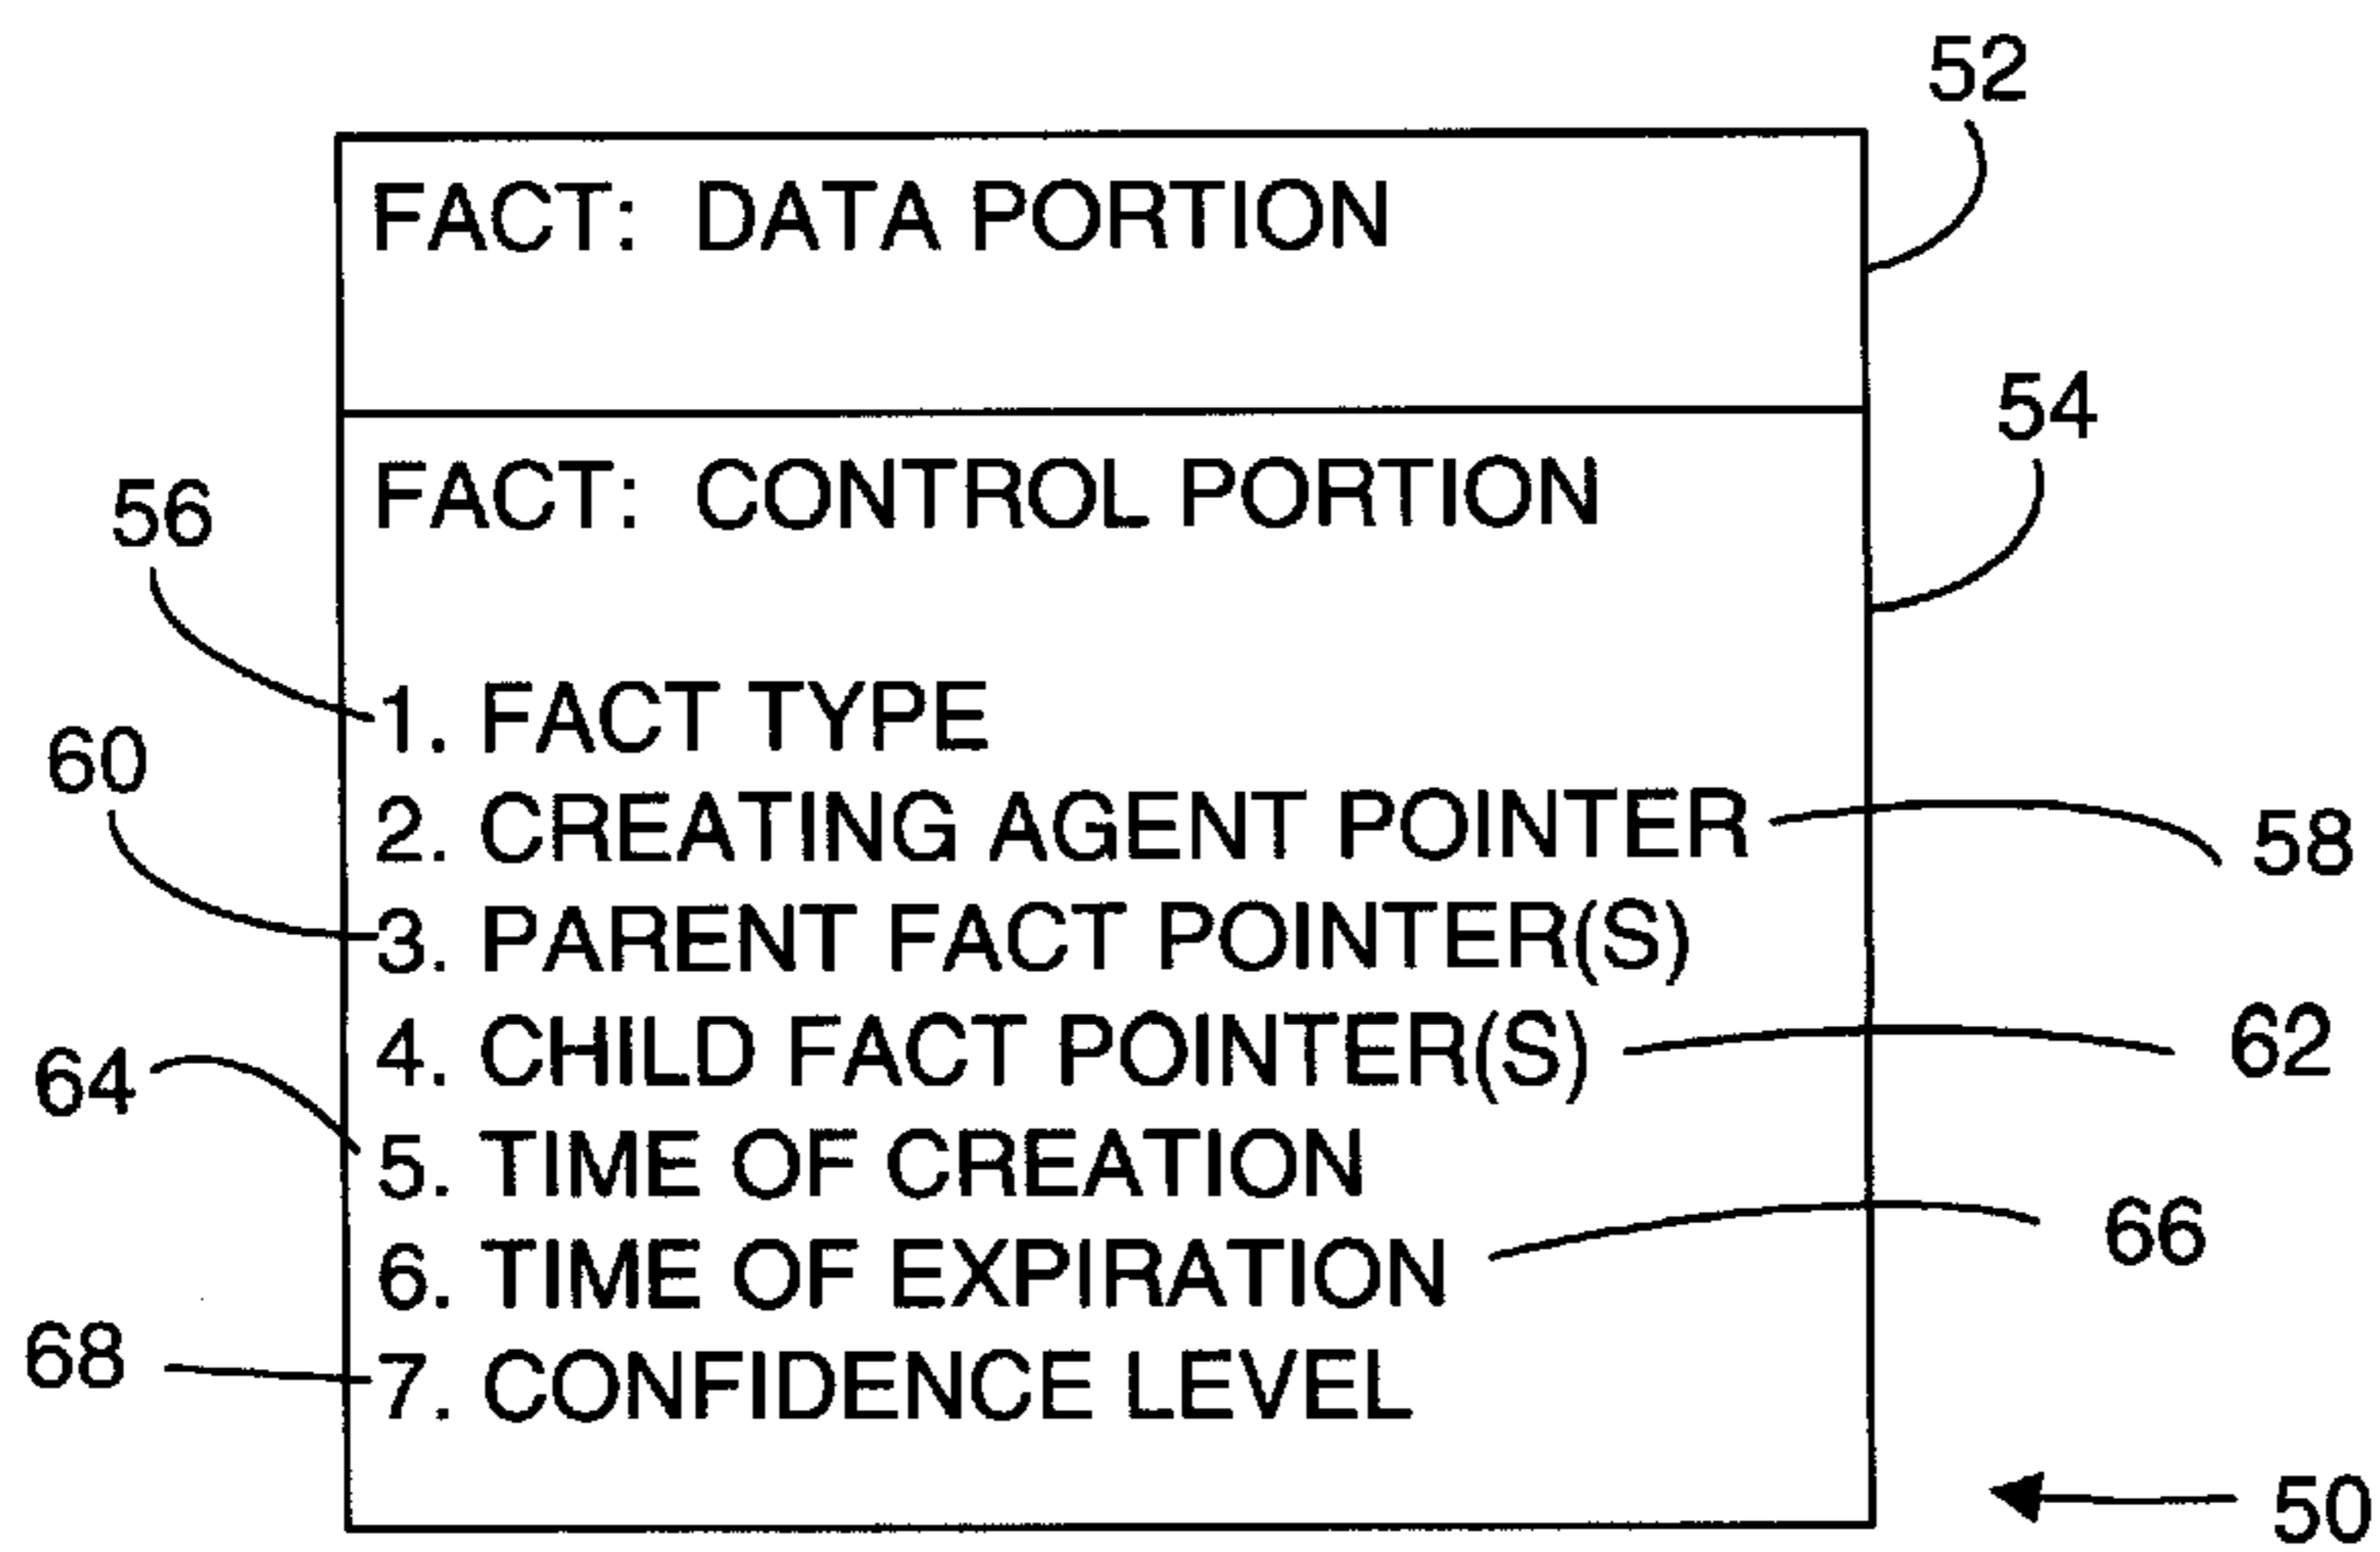 52
FACT: DATA PORTION
54
FACT: CONTROL PORTION
56
1. FACT TYPE
60
2. CREATING AGENT POINTER
58
3. PARENT FACT POINTER(S)
4. CHILD FACT POINTER(S)
62
64
5. TIME OF CREATION
66
6. TIME OF EXPIRATION
68
7. CONFIDENCE LEVEL
50